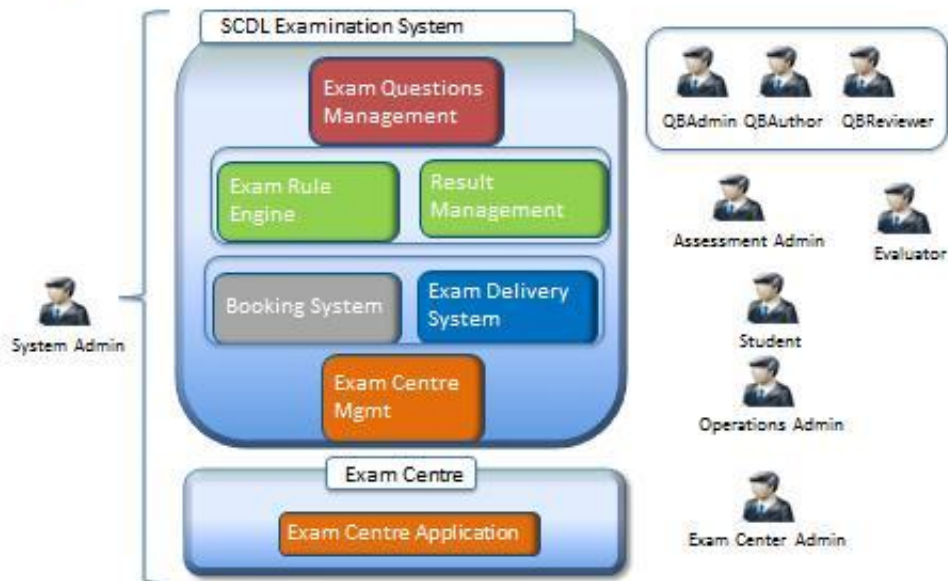 SCDL Examination System
Exam Questions
Management
QBAdmin QBAuthor QBReviewer
Exam Rule
Engine
Result
Management
Assessment Admin
Evaluator
Booking System
Exam Delivery
System
System Admin
Student
Exam Centre
Mgmt
Operations Admin
Exam Centre
Exam Centre Application
Exam Center Admin